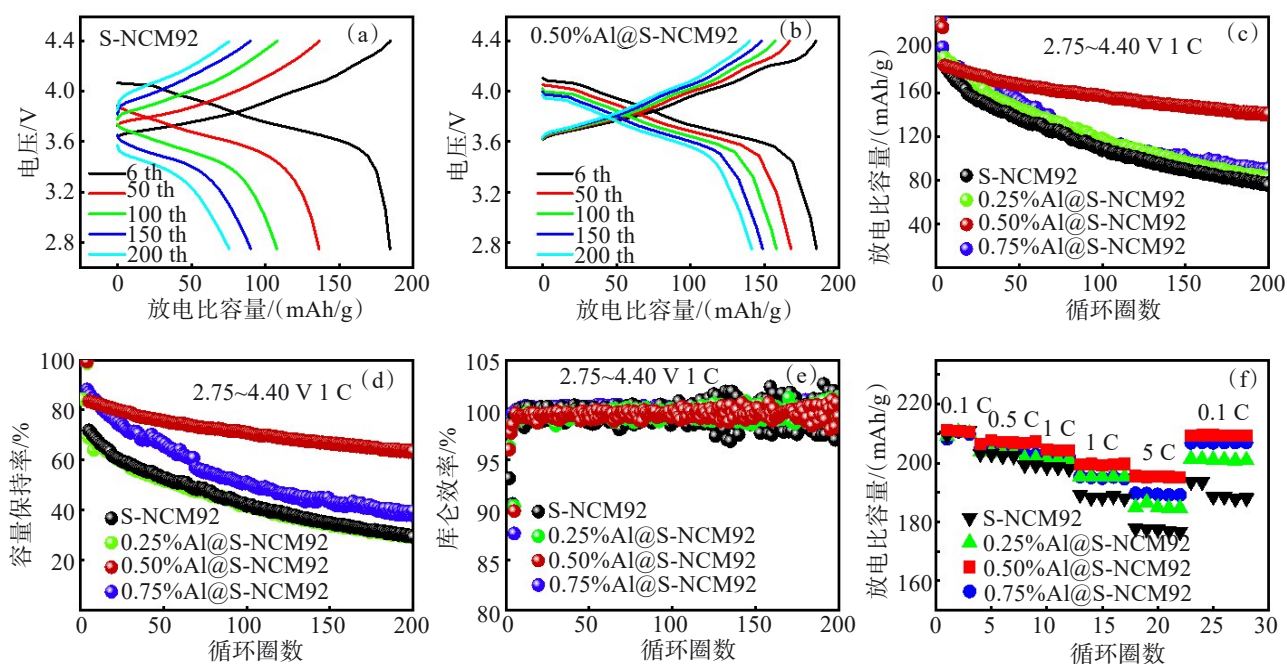 (a)
S-NCM92
4.4
4.0
3.6
3.2
2.8
电压/V
6 th
50 th
100 th
150 th
200 th
0
50
100
150
200
放电比容量/(mAh/g)
(b)
0.50%Al@S-NCM92
4.4
4.0
3.6
3.2
2.8
电压/V
6 th
50 th
100 th
150 th
200 th
0
50
100
150
200
放电比容量/(mAh/g)
(c)
2.75~4.40 V 1 C
200
160
120
80
40
放电比容量/(mAh/g)
S-NCM92
0.25%Al@S-NCM92
0.50%Al@S-NCM92
0.75%Al@S-NCM92
0
50
100
150
200
循环圈数
(d)
2.75~4.40 V 1 C
100
80
60
40
20
容量保持率/%
S-NCM92
0.25%Al@S-NCM92
0.50%Al@S-NCM92
0.75%Al@S-NCM92
50
100
150
200
循环圈数
(e)
2.75~4.40 V 1 C
105
100
95
90
85
80
库仑效率/%
S-NCM92
0.25%Al@S-NCM92
0.50%Al@S-NCM92
0.75%Al@S-NCM92
0
50
100
150
200
循环圈数
(f)
220
200
180
160
放电比容量/(mAh/g)
0.1 C
0.5 C
1 C
1 C
5 C
0.1 C
S-NCM92
0.25%Al@S-NCM92
0.50%Al@S-NCM92
0.75%Al@S-NCM92
0
5
10
15
20
25
30
循环圈数